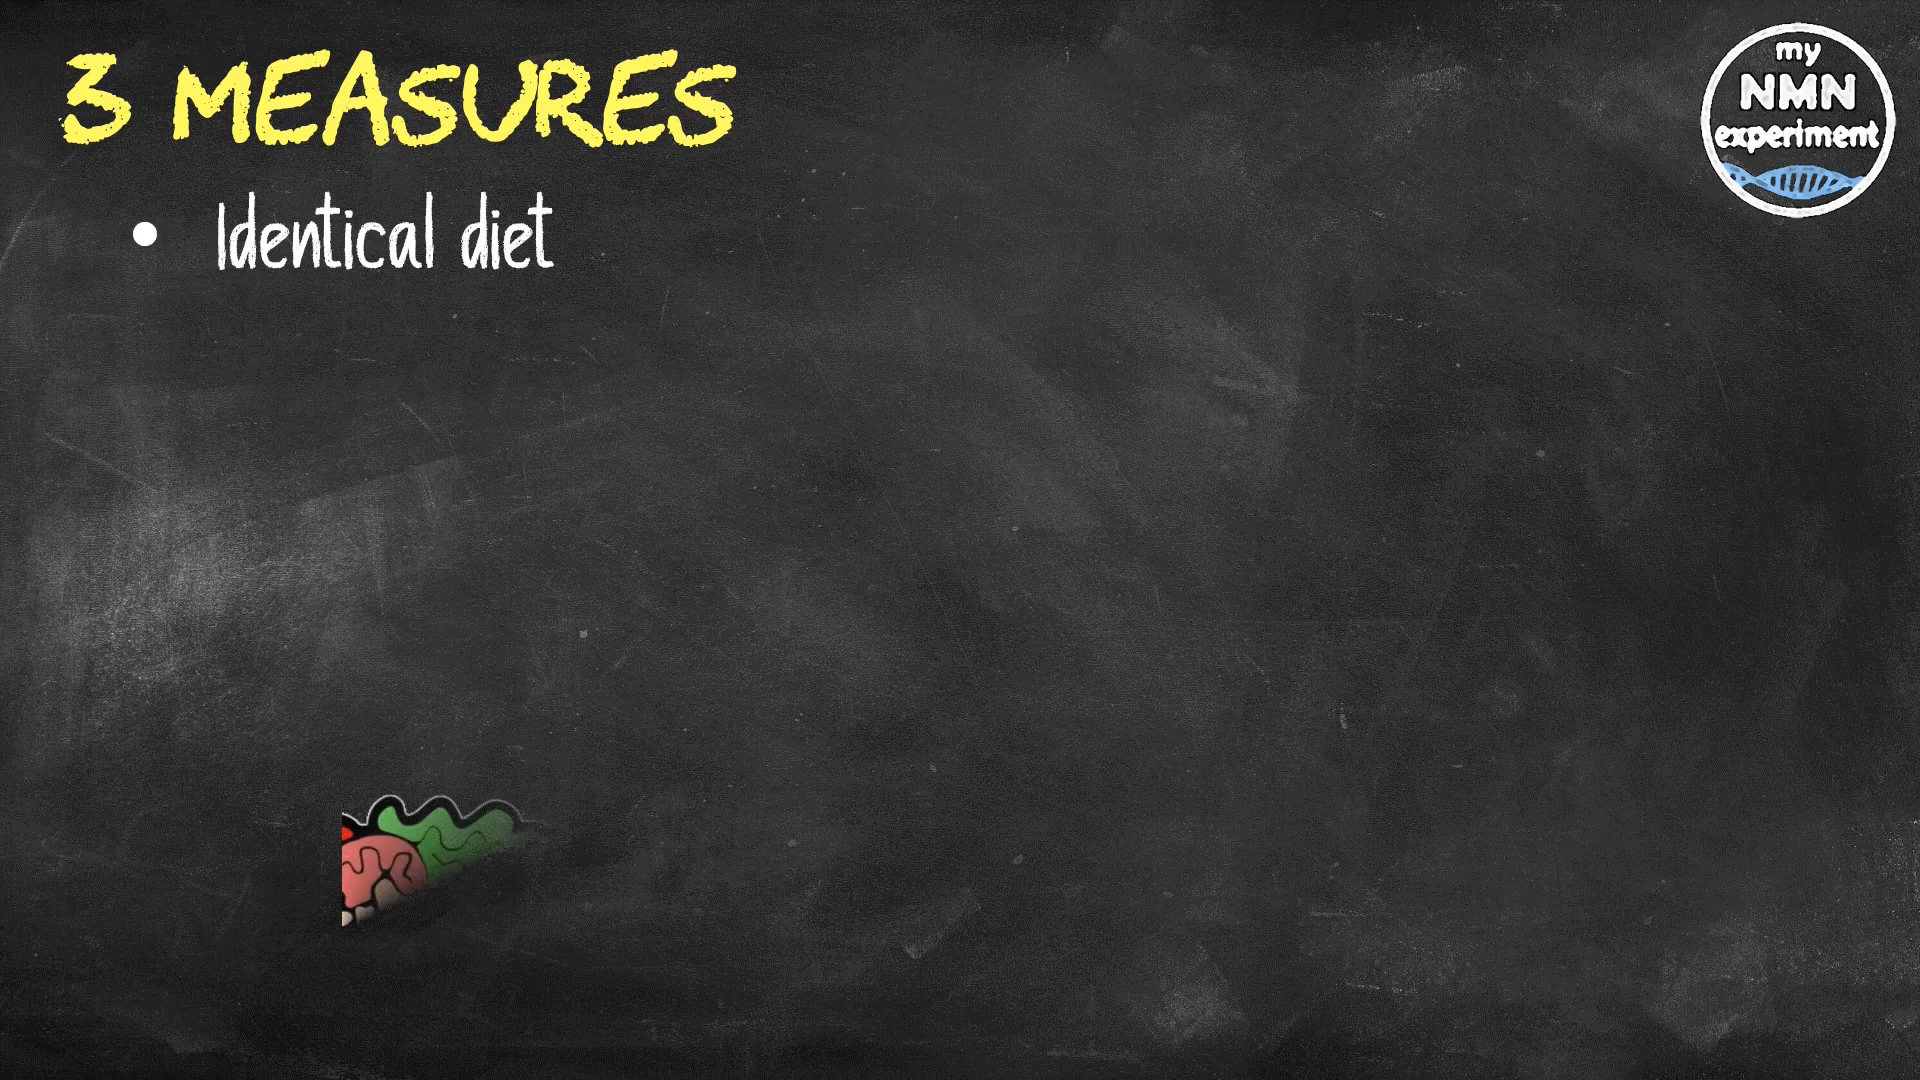 3 MEASURES
• Identical diet
my
NMN
experiment